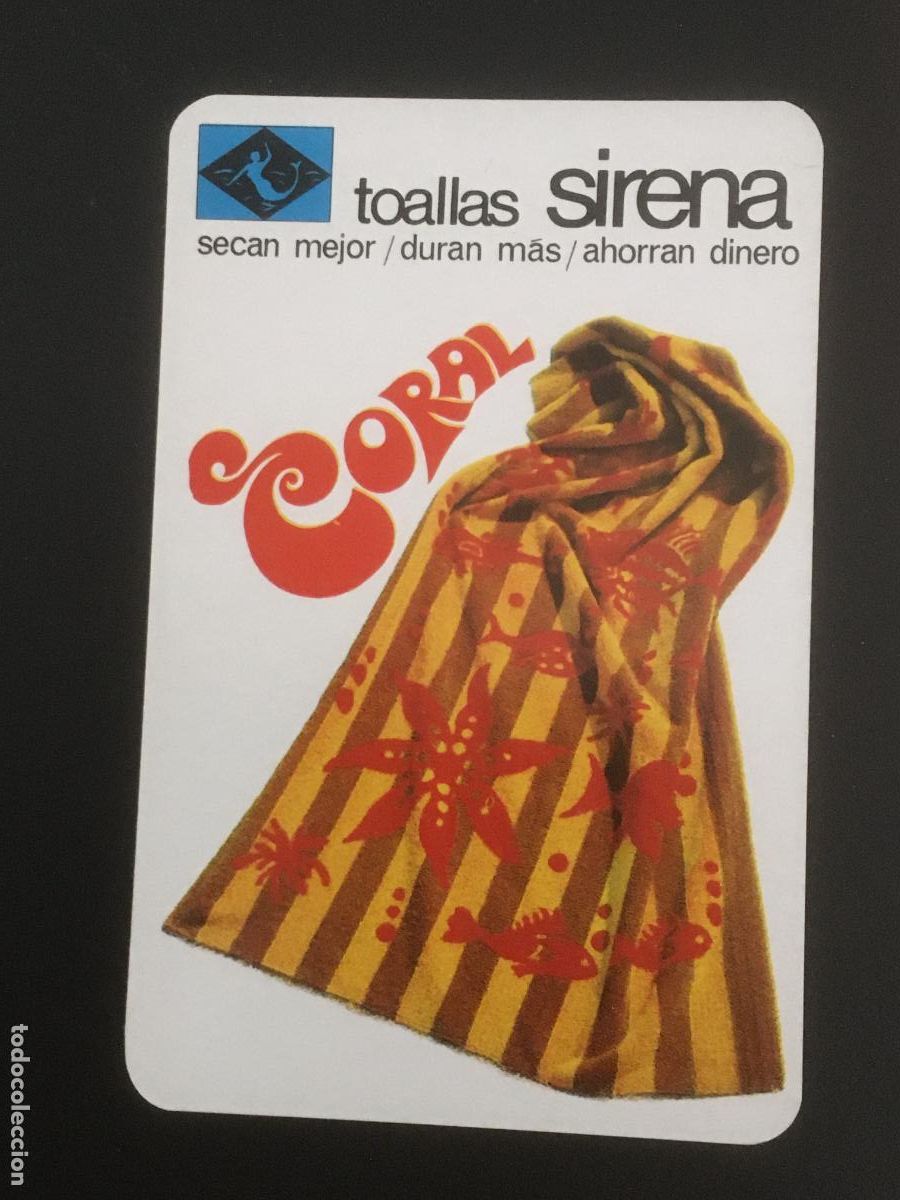 toallas sirena
secan mejor / duran más / ahorran dinero
CORAL
todocoleccion